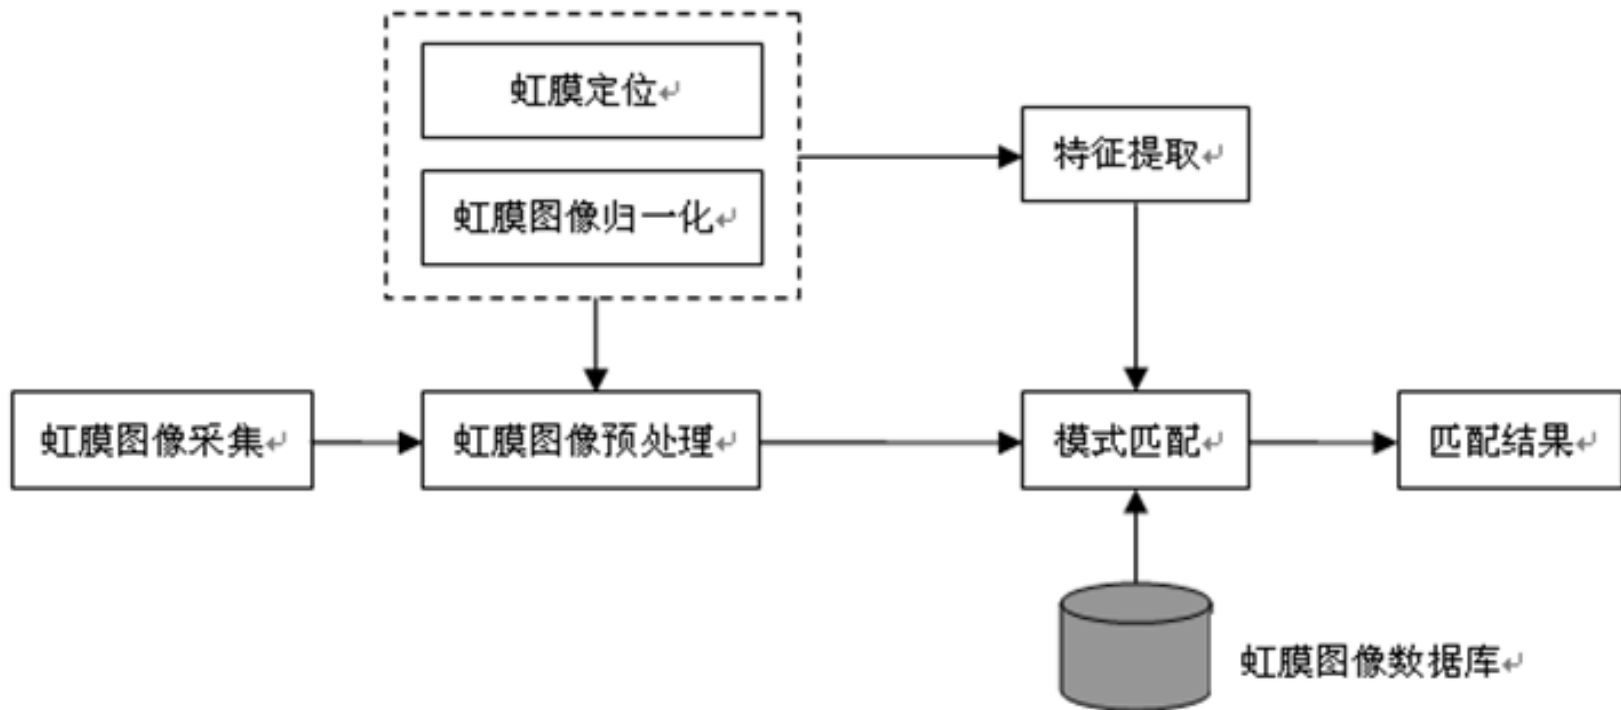 虹膜定位
特征提取
虹膜图像归一化
虹膜图像采集
虹膜图像预处理
模式匹配
匹配结果
虹膜图像数据库